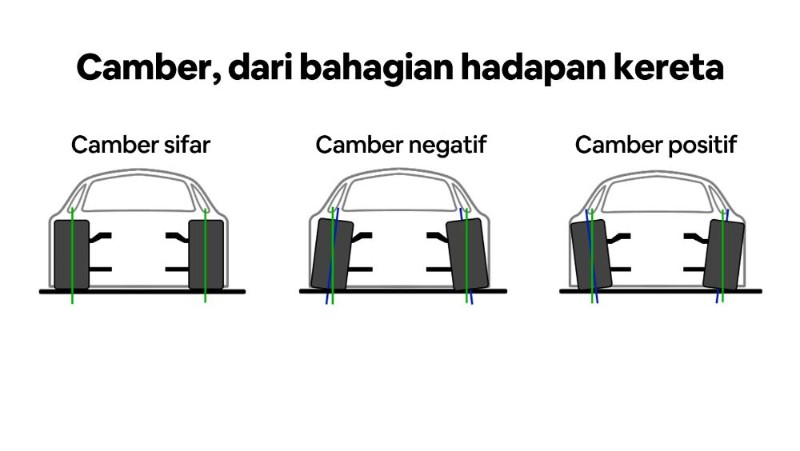 Camber, dari bahagian hadapan kereta
Camber sifar
Camber negatif
Camber positif